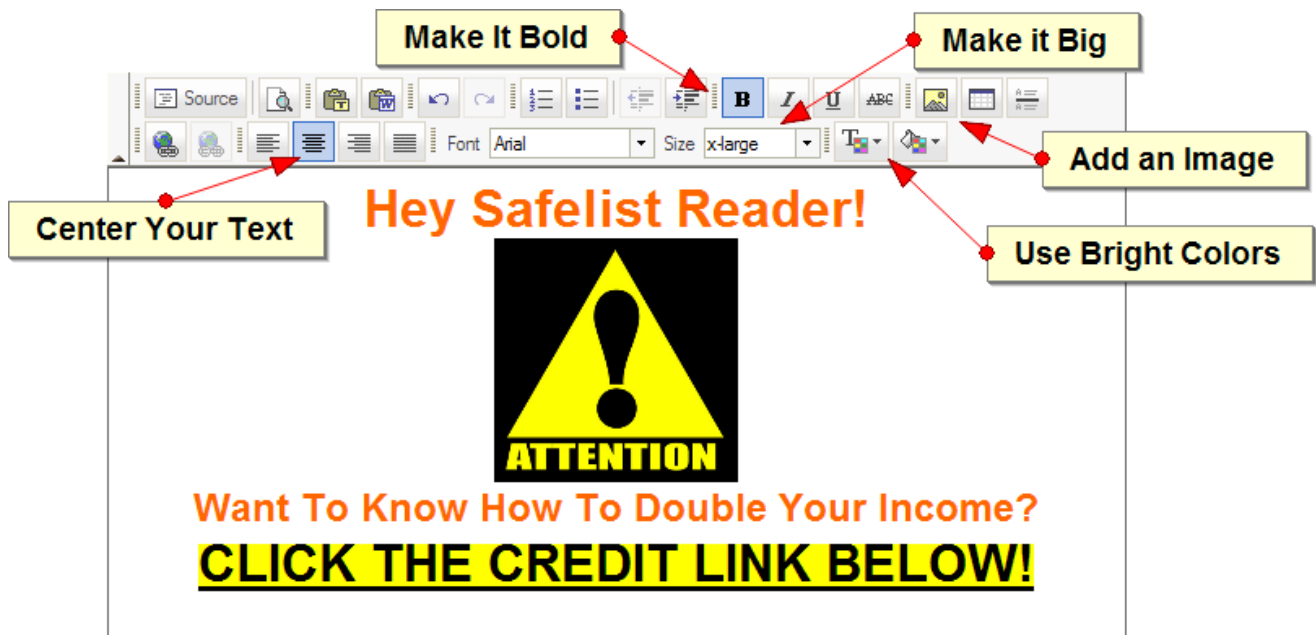 Make It Bold
Make it Big
Source
B I U ABC
Font Arial Size x-large
Add an Image
Center Your Text
Hey Safelist Reader!
Use Bright Colors
ATTENTION
Want To Know How To Double Your Income?
CLICK THE CREDIT LINK BELOW!